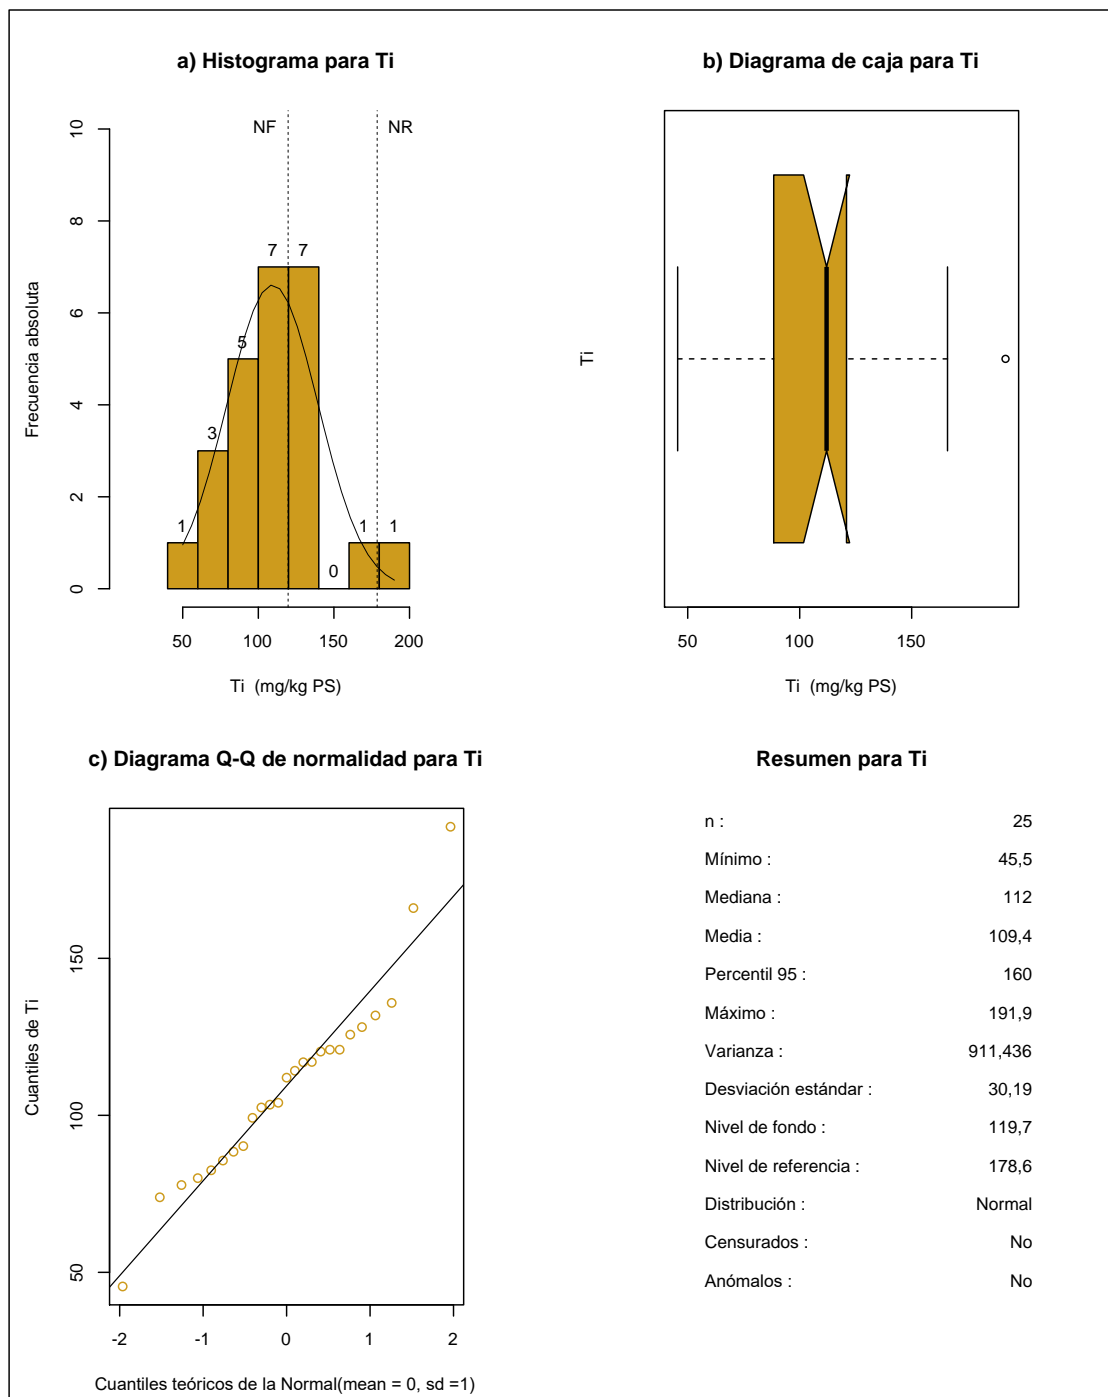 a) Histograma para Ti
NF
NR
10
8
6
4
2
0
Frecuencia absoluta
1
3
5
7
7
0
1
1
50
100
150
200
Ti (mg/kg PS)
b) Diagrama de caja para Ti
Ti
50
100
150
Ti (mg/kg PS)
c) Diagrama Q-Q de normalidad para Ti
Cuantiles de Ti
150
100
50
-2
-1
0
1
2
Cuantiles teóricos de la Normal(mean = 0, sd =1)
Resumen para Ti
n : 25
Mínimo : 45,5
Mediana : 112
Media : 109,4
Percentil 95 : 160
Máximo : 191,9
Varianza : 911,436
Desviación estándar : 30,19
Nivel de fondo : 119,7
Nivel de referencia : 178,6
Distribución : Normal
Censurados : No
Anómalos : No